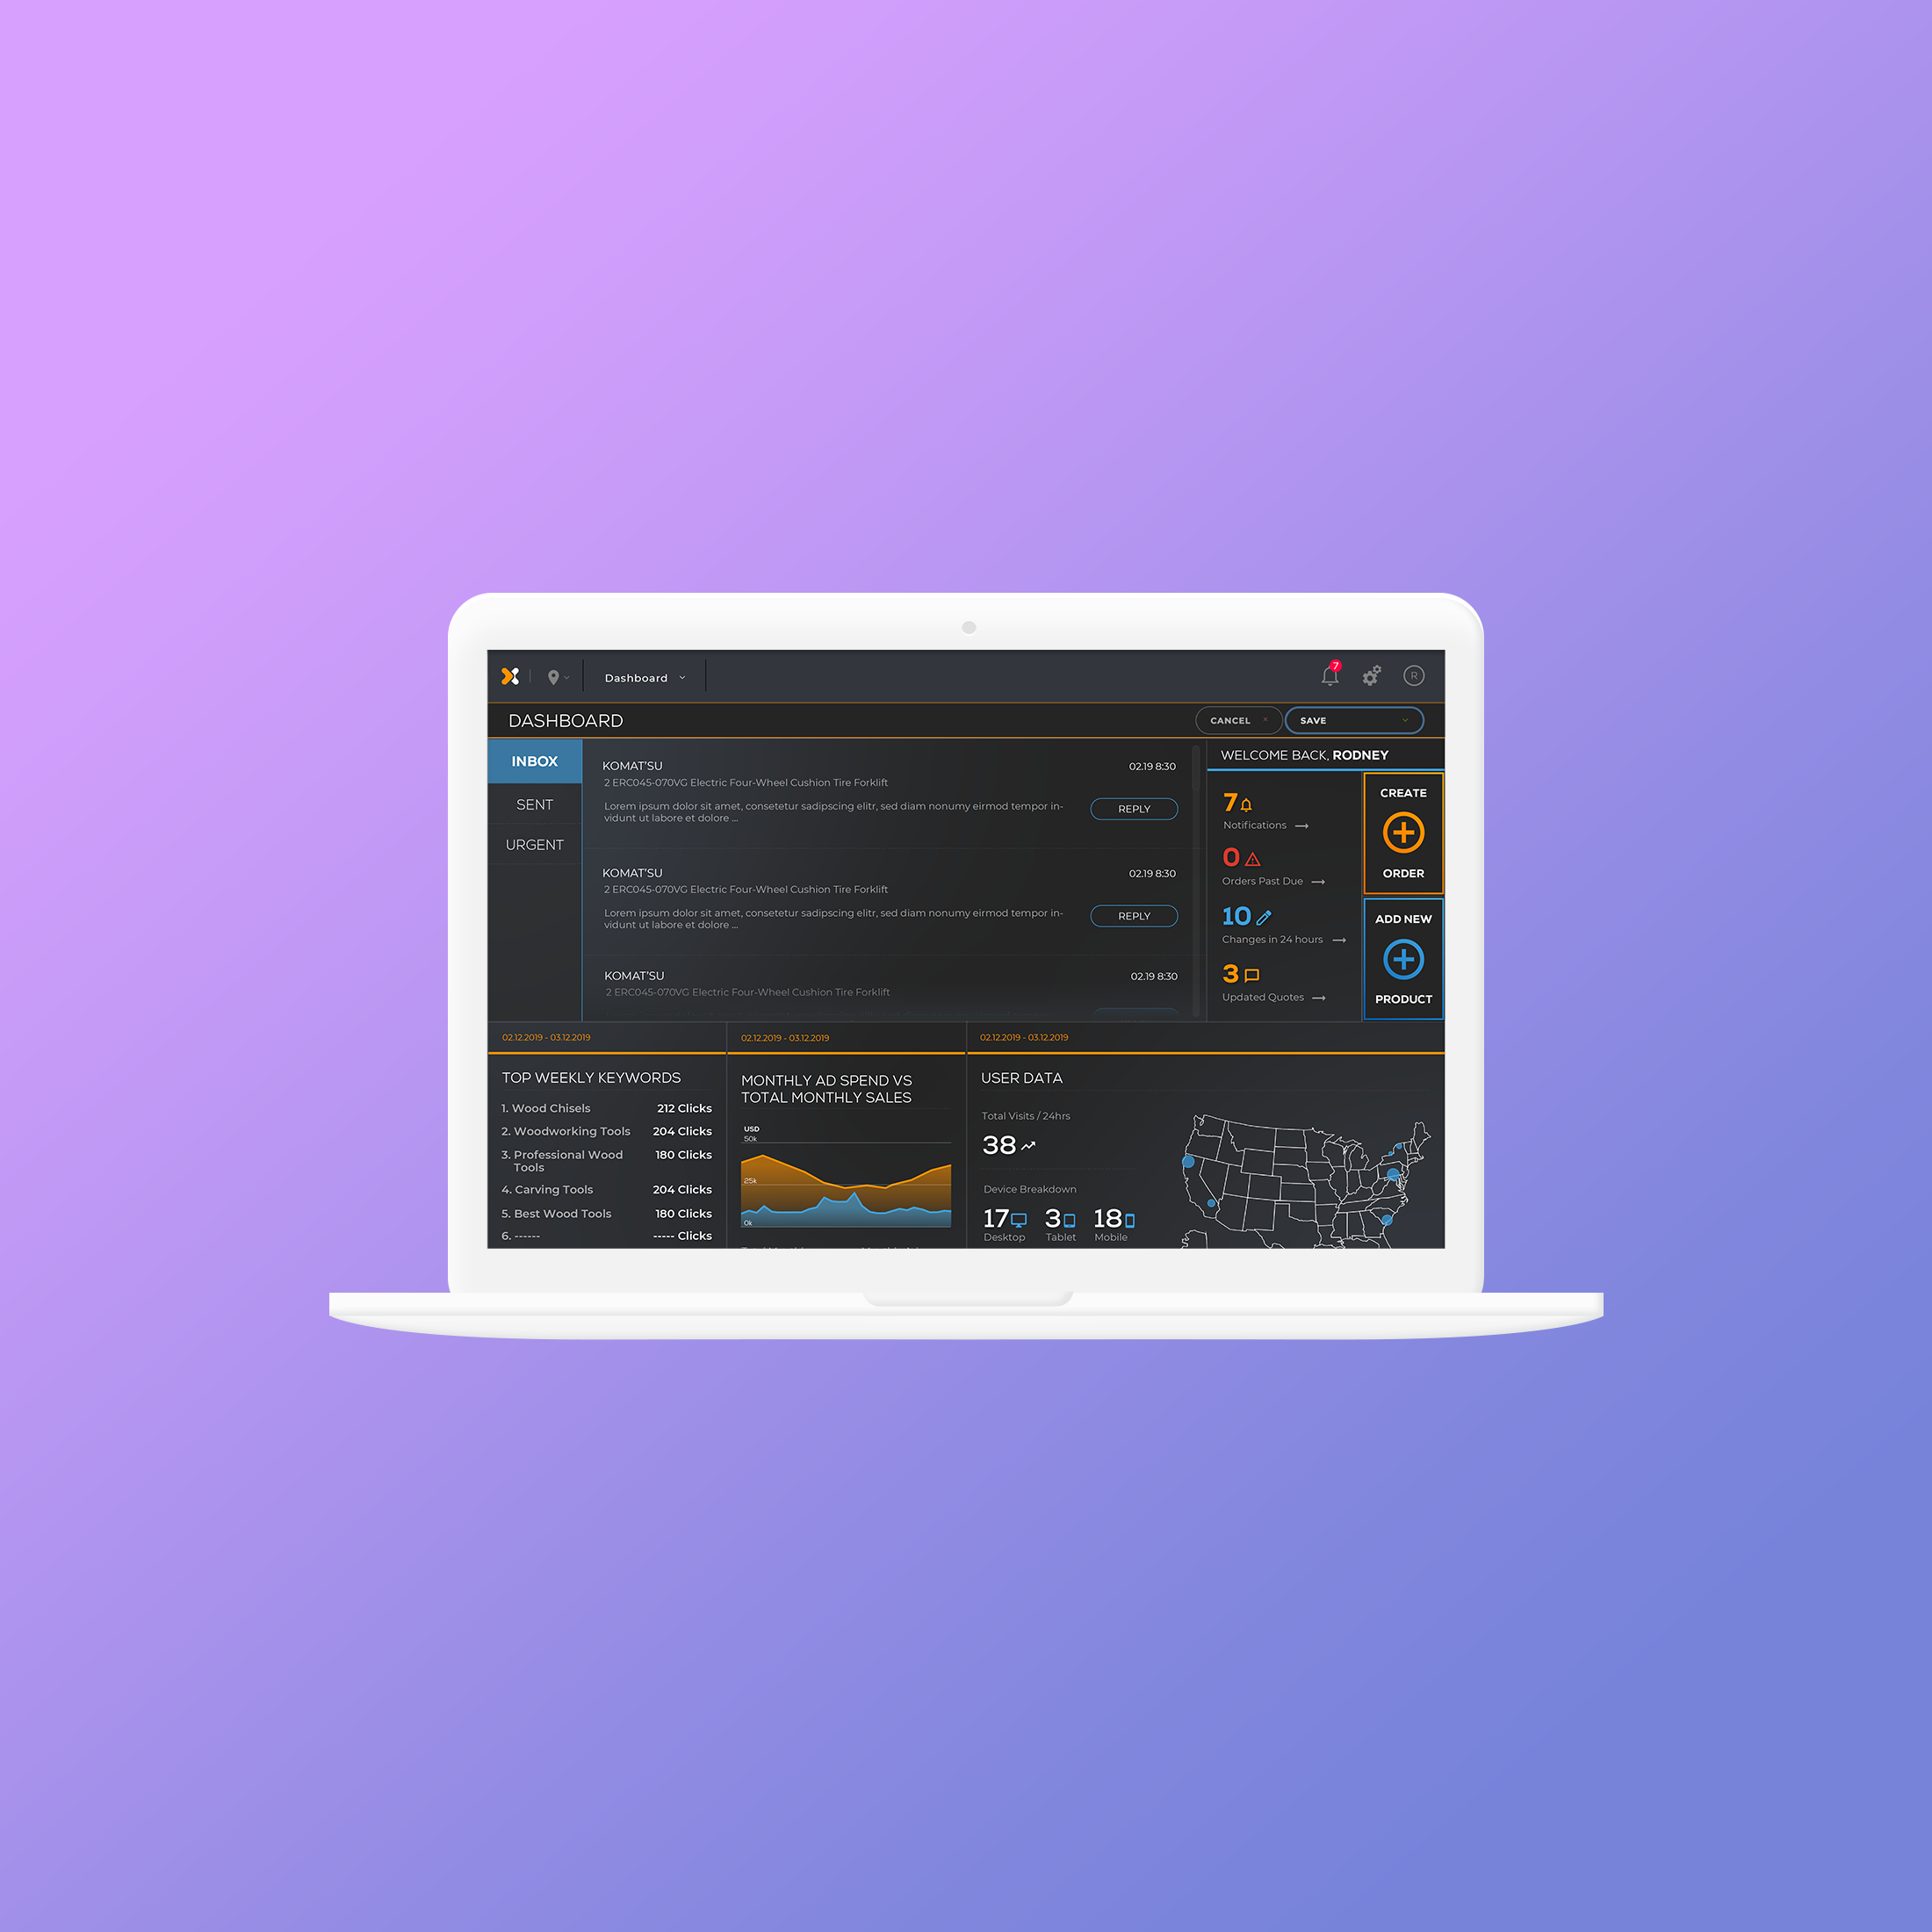 Dashboard
7
R
DASHBOARD
CANCEL ×
SAVE
INBOX
SENT
URGENT
KOMAT'SU
02.19 8:30
2 ERC045-070VG Electric Four-Wheel Cushion Tire Forklift
Lorem ipsum dolor sit amet, consetetur sadipscing elitr, sed diam nonumy eirmod tempor in-
vidunt ut labore et dolore ...
REPLY
KOMAT'SU
02.19 8:30
2 ERC045-070VG Electric Four-Wheel Cushion Tire Forklift
Lorem ipsum dolor sit amet, consetetur sadipscing elitr, sed diam nonumy eirmod tempor in-
vidunt ut labore et dolore ...
REPLY
KOMAT'SU
02.19 8:30
2 ERC045-070VG Electric Four-Wheel Cushion Tire Forklift
WELCOME BACK, RODNEY
7
Notifications
0
Orders Past Due
10
Changes in 24 hours
3
Updated Quotes
CREATE
ORDER
ADD NEW
PRODUCT
02.12.2019 - 03.12.2019
TOP WEEKLY KEYWORDS
1. Wood Chisels 212 Clicks
2. Woodworking Tools 204 Clicks
3. Professional Wood 180 Clicks
Tools
4. Carving Tools 204 Clicks
5. Best Wood Tools 180 Clicks
6. ------ ----- Clicks
02.12.2019 - 03.12.2019
MONTHLY AD SPEND VS
TOTAL MONTHLY SALES
USD
50k
25k
0k
02.12.2019 - 03.12.2019
USER DATA
Total Visits / 24hrs
38
Device Breakdown
17 3 18
Desktop Tablet Mobile